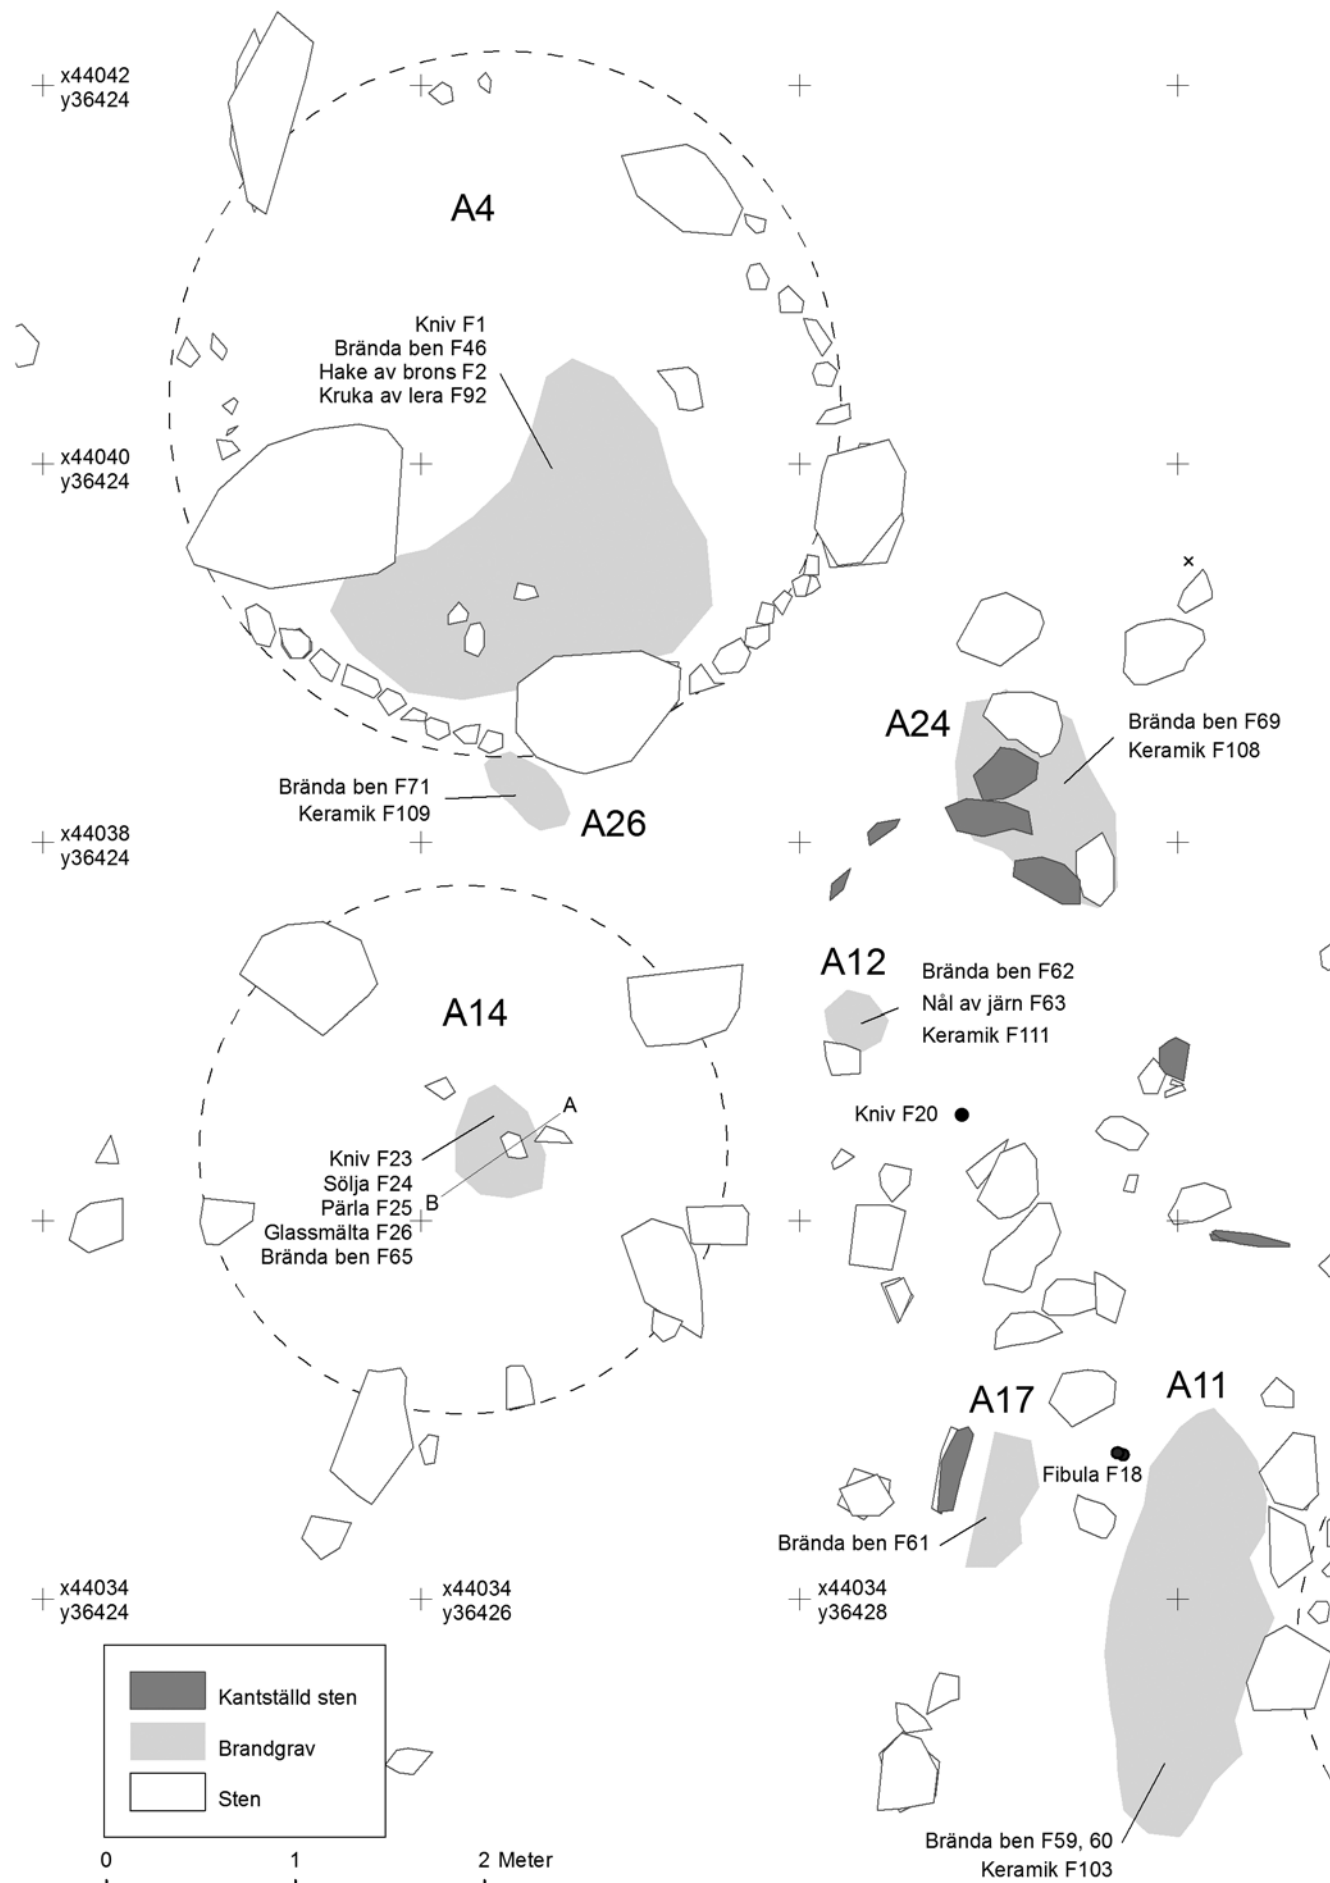 x44042
y36424
A4
Kniv F1
Brända ben F46
Hake av brons F2
Kruka av lera F92
x44040
y36424
A24
Brända ben F69
Keramik F108
Brända ben F71
Keramik F109
A26
x44038
y36424
A12
Brända ben F62
Nål av järn F63
Keramik F111
A14
Kniv F20
A
Kniv F23
Sölja F24
Pärla F25
B
Glassmälta F26
Brända ben F65
A17
A11
Fibula F18
Brända ben F61
x44034
y36424
x44034
y36426
x44034
y36428
Kantställd sten
Brandgrav
Sten
Brända ben F59, 60
Keramik F103
0 1 2 Meter